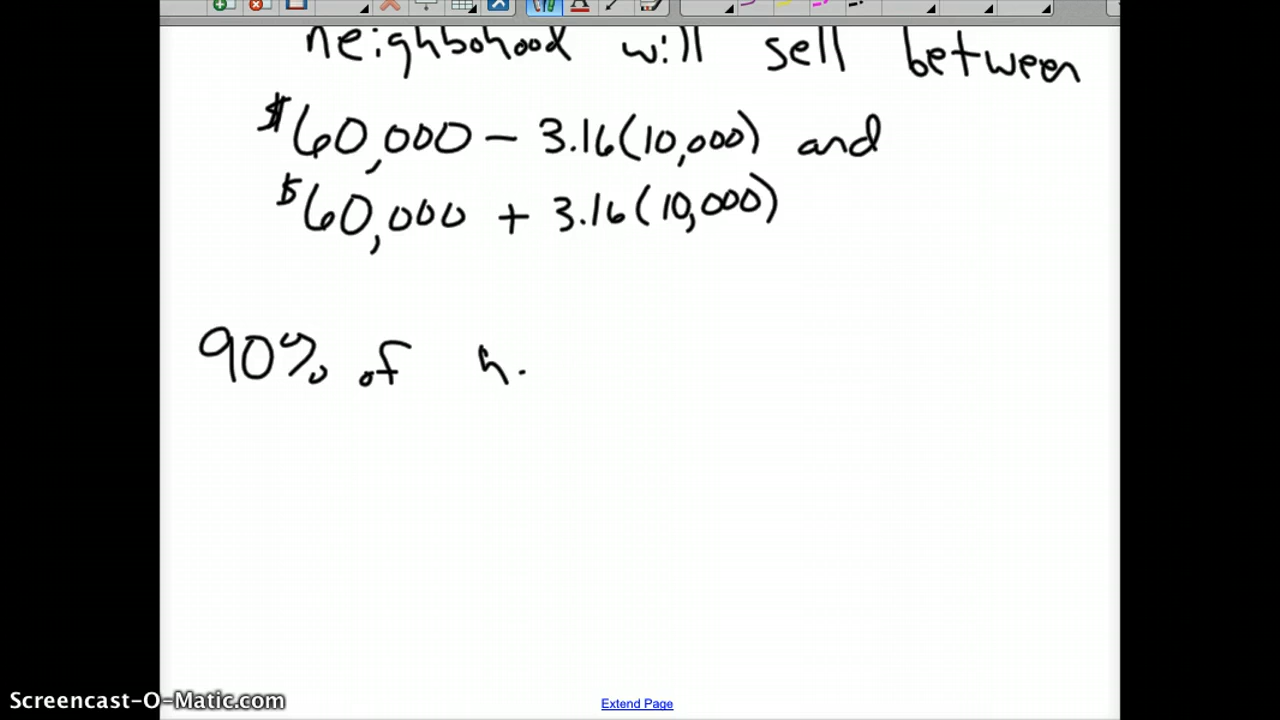 neighbohood will sell between
$60,000 - 3.16(10,000) and
$60,000 + 3.16(10,000)
90% of h
Screencast-O-Matic.com
Extend Page